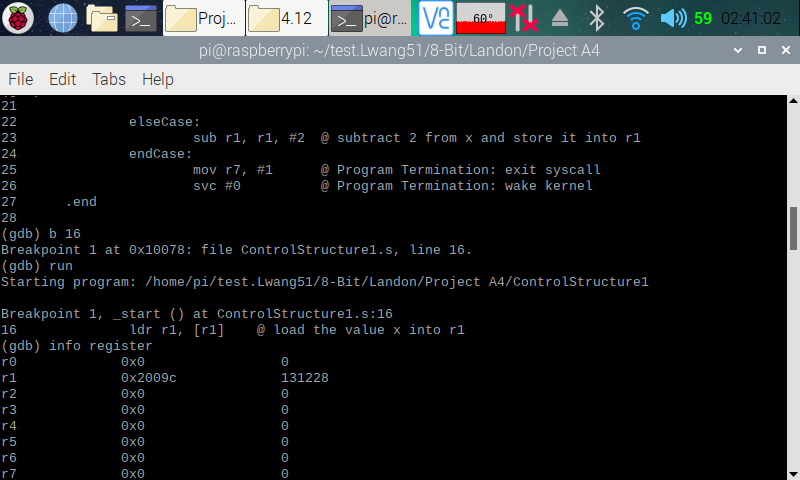 Proj... 4.12 pi@r... 60° 59 02:41:02
pi@raspberrypi: ~/test.Lwang51/8-Bit/Landon/Project A4
File Edit Tabs Help
21
22 elseCase:
23 sub r1, r1, #2 @ subtract 2 from x and store it into r1
24 endCase:
25 mov r7, #1 @ Program Termination: exit syscall
26 svc #0 @ Program Termination: wake kernel
27 .end
28
(gdb) b 16
Breakpoint 1 at 0x10078: file ControlStructure1.s, line 16.
(gdb) run
Starting program: /home/pi/test.Lwang51/8-Bit/Landon/Project A4/ControlStructure1
Breakpoint 1, _start () at ControlStructure1.s:16
16 ldr r1, [r1] @ load the value x into r1
(gdb) info register
r0 0x0 0
r1 0x2009c 131228
r2 0x0 0
r3 0x0 0
r4 0x0 0
r5 0x0 0
r6 0x0 0
r7 0x0 0